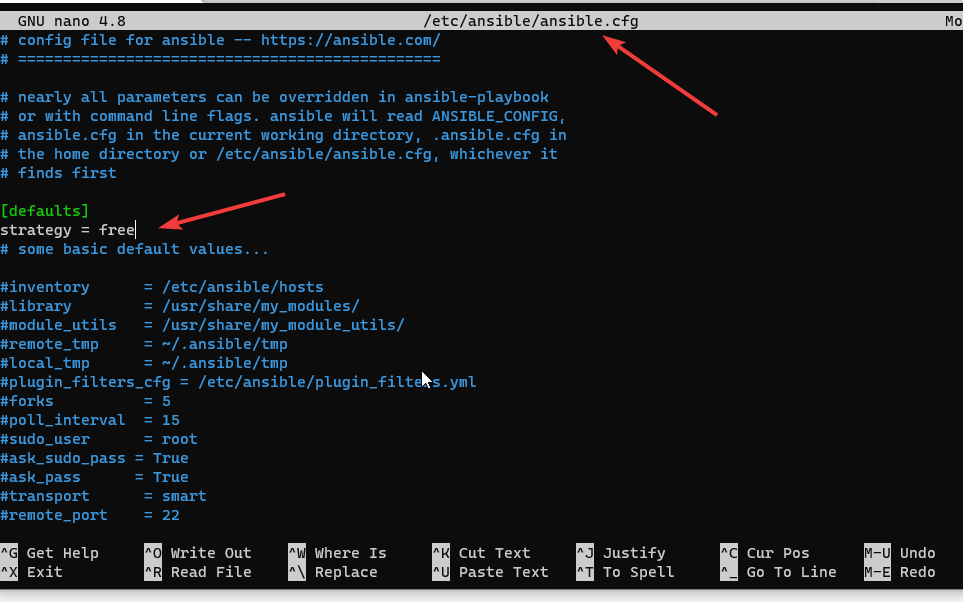 GNU nano 4.8 /etc/ansible/ansible.cfg Mo
# config file for ansible -- https://ansible.com/
# ===============================================
# nearly all parameters can be overridden in ansible-playbook
# or with command line flags. ansible will read ANSIBLE_CONFIG,
# ansible.cfg in the current working directory, .ansible.cfg in
# the home directory or /etc/ansible/ansible.cfg, whichever it
# finds first
[defaults]
strategy = free
# some basic default values...
#inventory = /etc/ansible/hosts
#library = /usr/share/my_modules/
#module_utils = /usr/share/my_module_utils/
#remote_tmp = ~/.ansible/tmp
#local_tmp = ~/.ansible/tmp
#plugin_filters_cfg = /etc/ansible/plugin_filters.yml
#forks = 5
#poll_interval = 15
#sudo_user = root
#ask_sudo_pass = True
#ask_pass = True
#transport = smart
#remote_port = 22
^G Get Help ^O Write Out ^W Where Is ^K Cut Text ^J Justify ^C Cur Pos M-U Undo
^X Exit ^R Read File ^\ Replace ^U Paste Text ^T To Spell ^_ Go To Line M-E Redo